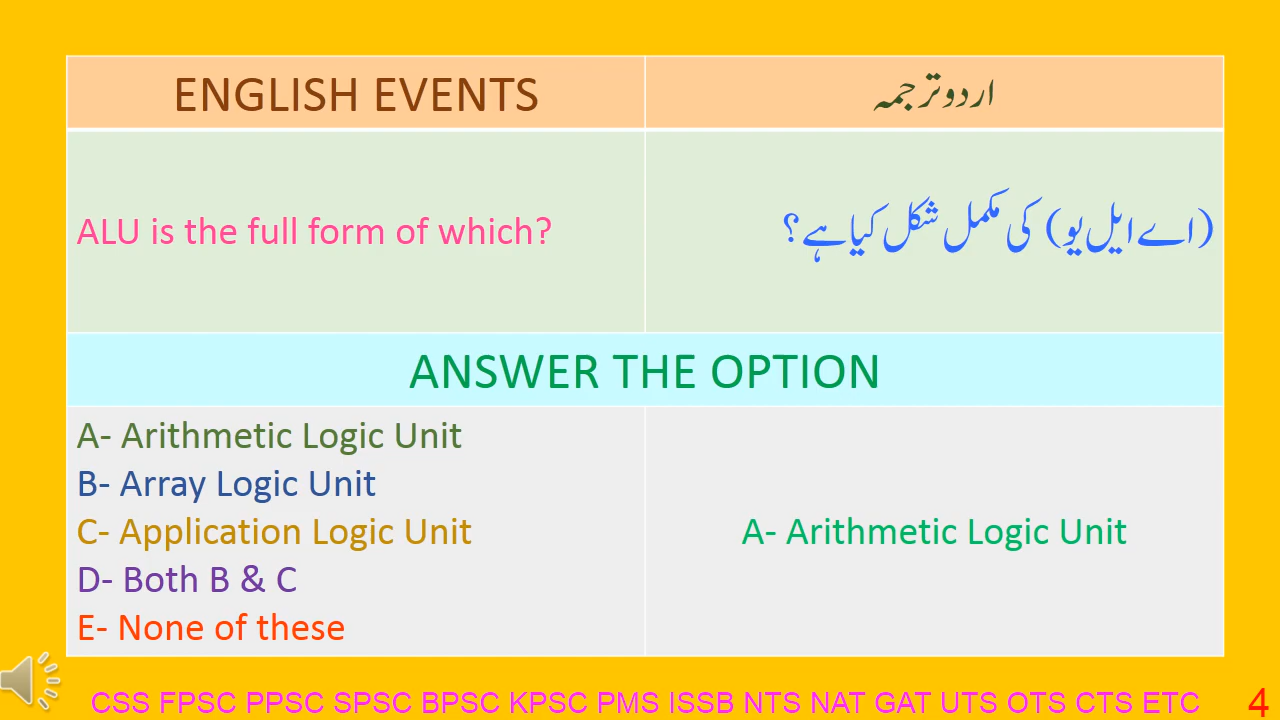 ENGLISH EVENTS
اردو ترجمہ
ALU is the full form of which?
(اے ایل یو) کی مکمل شکل کیا ہے؟
ANSWER THE OPTION
A- Arithmetic Logic Unit
B- Array Logic Unit
C- Application Logic Unit
D- Both B & C
E- None of these
A- Arithmetic Logic Unit
CSS FPSC PPSC SPSC BPSC KPSC PMS ISSB NTS NAT GAT UTS OTS CTS ETC
4